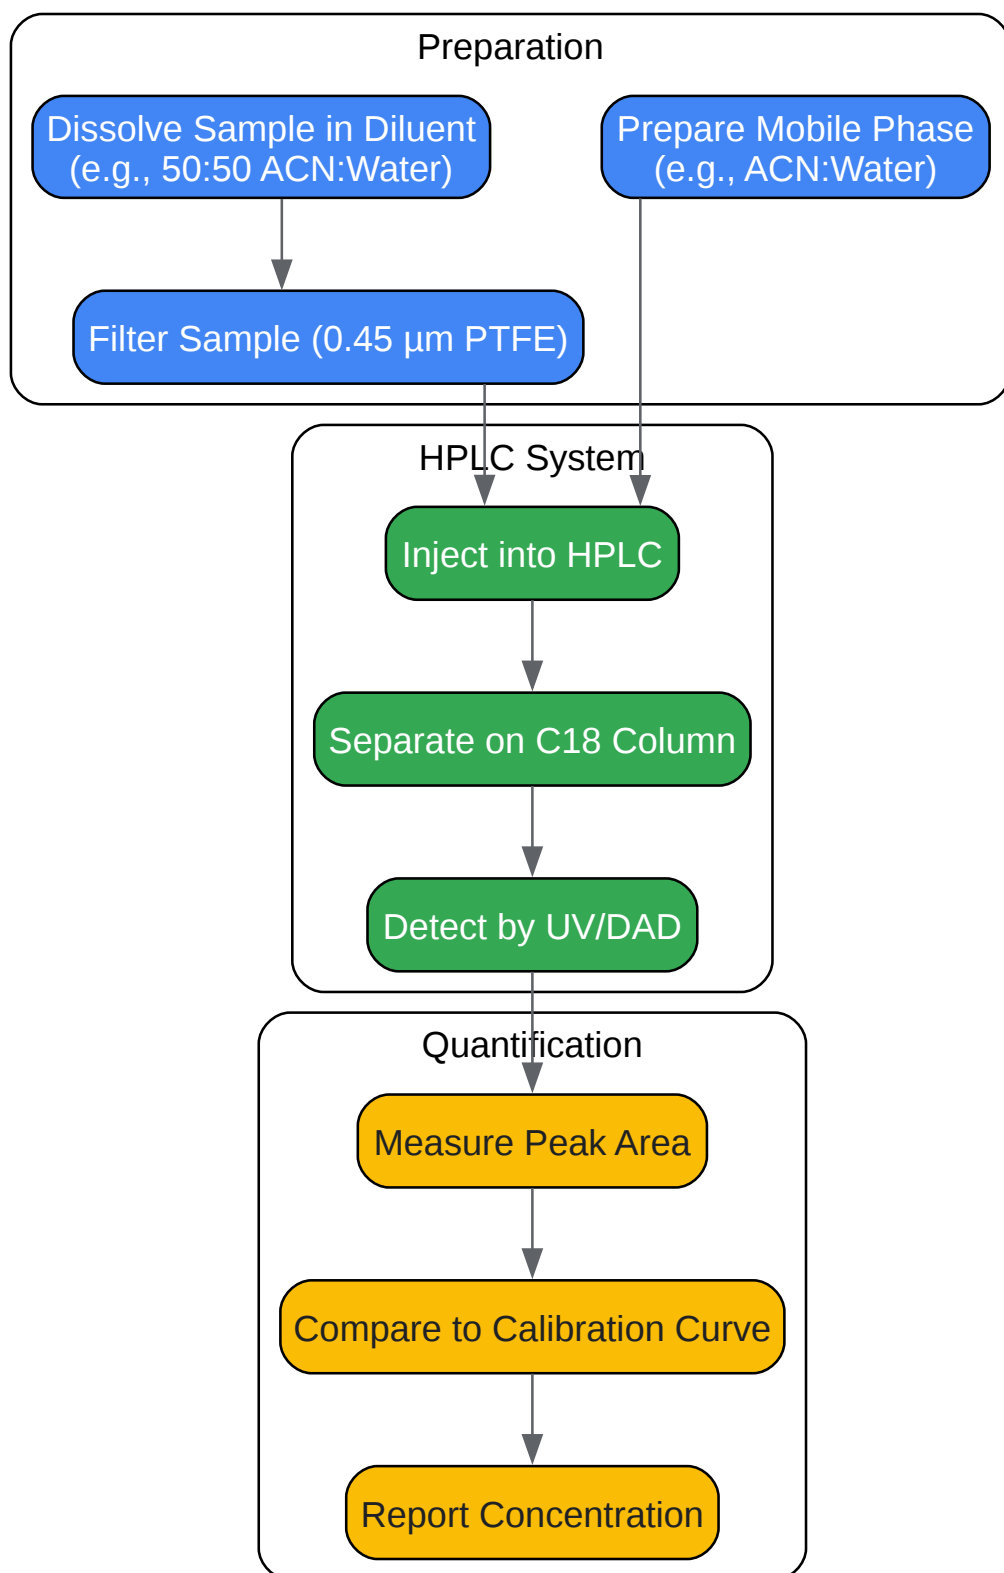 Preparation
Dissolve Sample in Diluent
(e.g., 50:50 ACN:Water)
Prepare Mobile Phase
(e.g., ACN:Water)
Filter Sample (0.45 µm PTFE)
HPLC System
Inject into HPLC
Separate on C18 Column
Detect by UV/DAD
Quantification
Measure Peak Area
Compare to Calibration Curve
Report Concentration